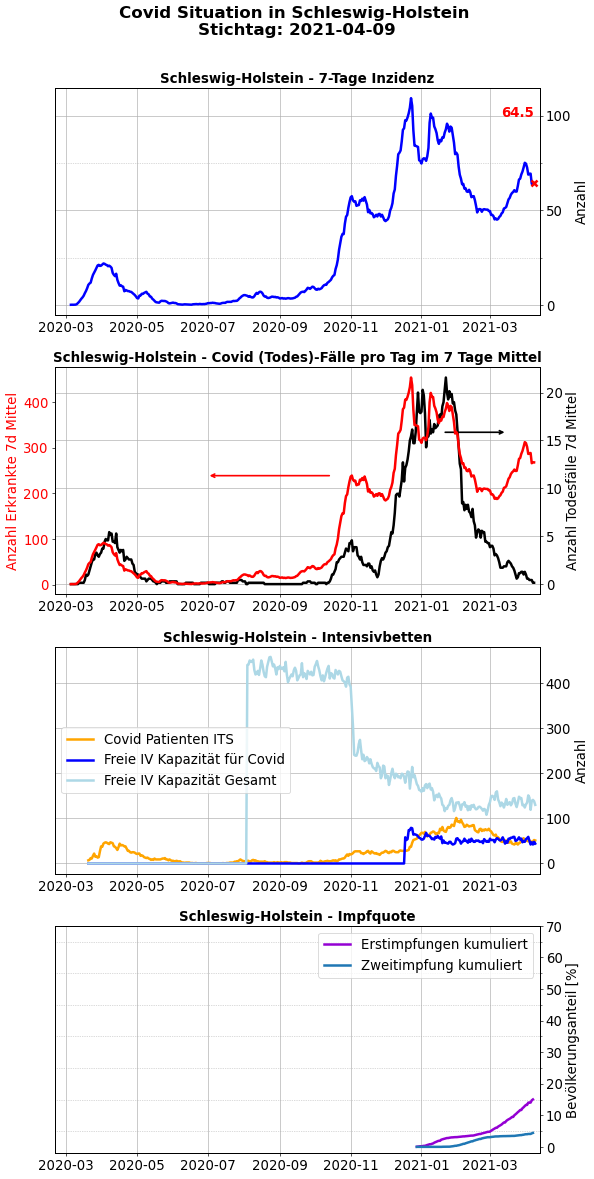 Covid Situation in Schleswig-Holstein
Stichtag: 2021-04-09
Schleswig-Holstein - 7-Tage Inzidenz
64.5
100
50
0
Anzahl
2020-03 2020-05 2020-07 2020-09 2020-11 2021-01 2021-03
Schleswig-Holstein - Covid (Todes)-Fälle pro Tag im 7 Tage Mittel
Anzahl Erkrankte 7d Mittel
400
300
200
100
0
20
15
10
5
0
Anzahl Todesfälle 7d Mittel
2020-03 2020-05 2020-07 2020-09 2020-11 2021-01 2021-03
Schleswig-Holstein - Intensivbetten
Covid Patienten ITS
Freie IV Kapazität für Covid
Freie IV Kapazität Gesamt
400
300
200
100
0
Anzahl
2020-03 2020-05 2020-07 2020-09 2020-11 2021-01 2021-03
Schleswig-Holstein - Impfquote
Erstimpfungen kumuliert
Zweitimpfung kumuliert
70
60
50
40
30
20
10
0
Bevölkerungsanteil [%]
2020-03 2020-05 2020-07 2020-09 2020-11 2021-01 2021-03